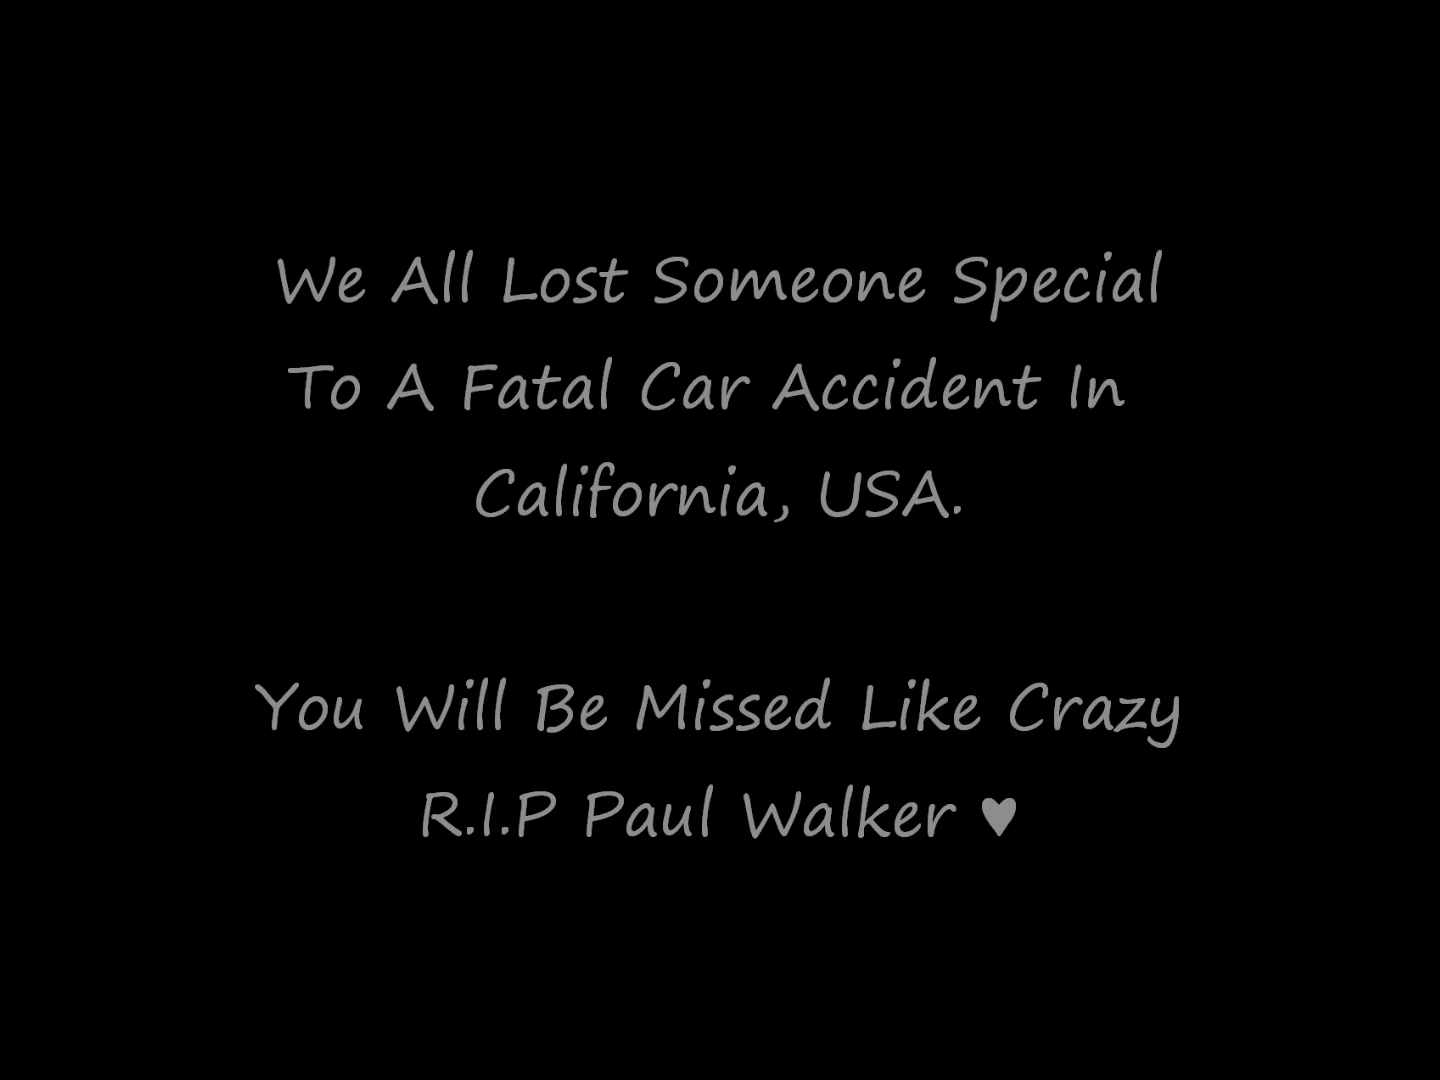 We All Lost Someone Special
To A Fatal Car Accident In
California, USA.
You Will Be Missed Like Crazy
R.I.P Paul Walker ♥